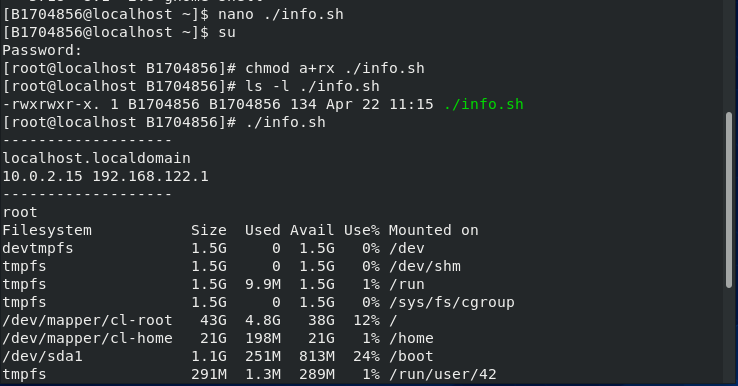 [B1704856@localhost ~]$ nano ./info.sh
[B1704856@localhost ~]$ su
Password:
[root@localhost B1704856]# chmod a+rx ./info.sh
[root@localhost B1704856]# ls -l ./info.sh
-rwxrwxr-x. 1 B1704856 B1704856 134 Apr 22 11:15 ./info.sh
[root@localhost B1704856]# ./info.sh
-------------------
localhost.localdomain
10.0.2.15 192.168.122.1
-------------------
root
Filesystem           Size  Used Avail Use% Mounted on
devtmpfs             1.5G     0  1.5G   0% /dev
tmpfs                1.5G     0  1.5G   0% /dev/shm
tmpfs                1.5G  9.9M  1.5G   1% /run
tmpfs                1.5G     0  1.5G   0% /sys/fs/cgroup
/dev/mapper/cl-root   43G  4.8G   38G  12% /
/dev/mapper/cl-home   21G  198M   21G   1% /home
/dev/sda1            1.1G  251M  813M  24% /boot
tmpfs                291M  1.3M  289M   1% /run/user/42